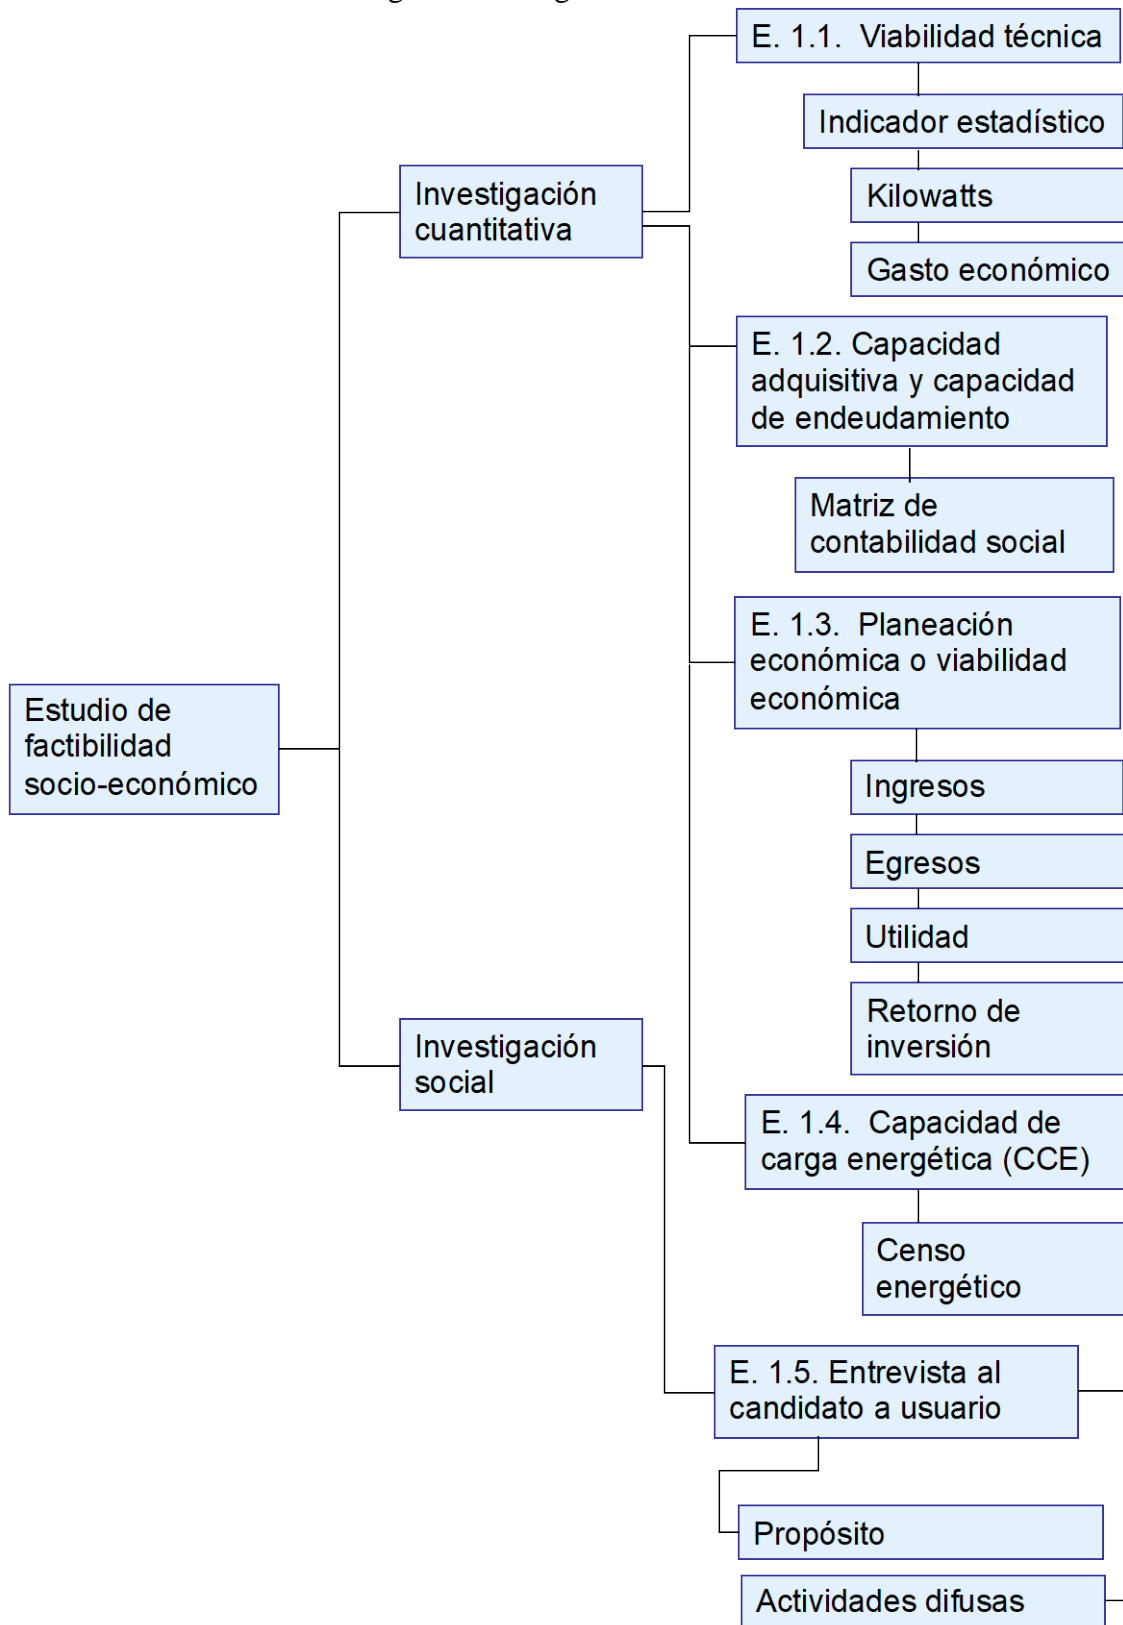 E. 1.1.  Viabilidad técnica
Indicador estadístico
Investigación
cuantitativa
Kilowatts
Gasto económico
E. 1.2. Capacidad
adquisitiva y capacidad
de endeudamiento
Matriz de
contabilidad social
E. 1.3.  Planeación
económica o viabilidad
económica
Estudio de
factibilidad
socio-económico
Ingresos
Egresos
Utilidad
Retorno de
inversión
Investigación
social
E. 1.4.  Capacidad de
carga energética (CCE)
Censo
energético
E. 1.5. Entrevista al
candidato a usuario
Propósito
Actividades difusas